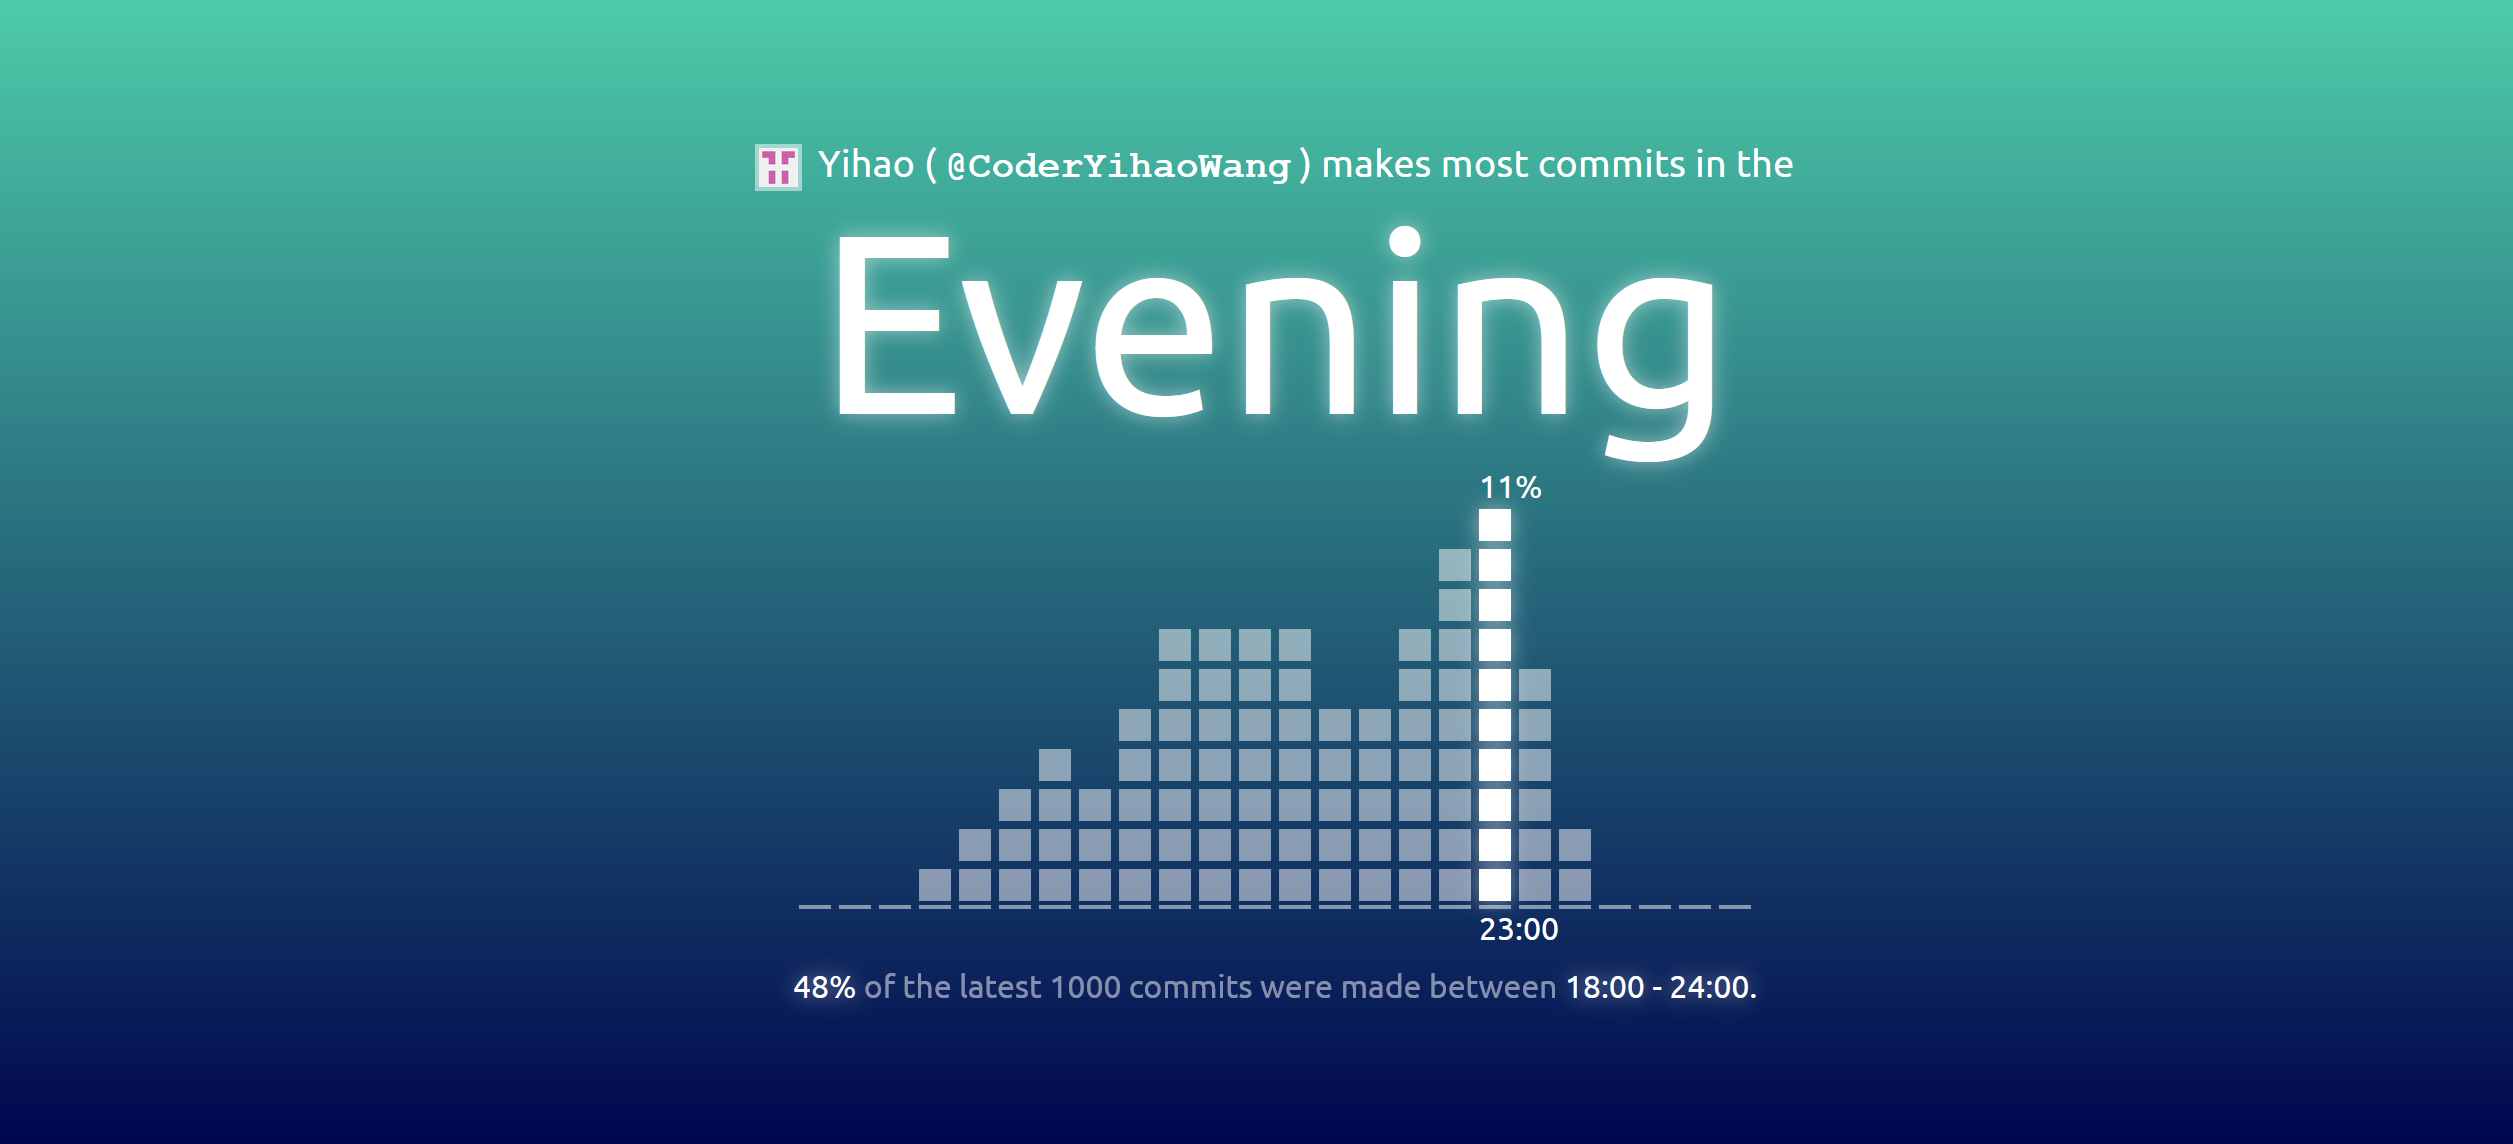 Yihao ( @CoderYihaoWang ) makes most commits in the
Evening
11%
23:00
48% of the latest 1000 commits were made between 18:00 - 24:00.